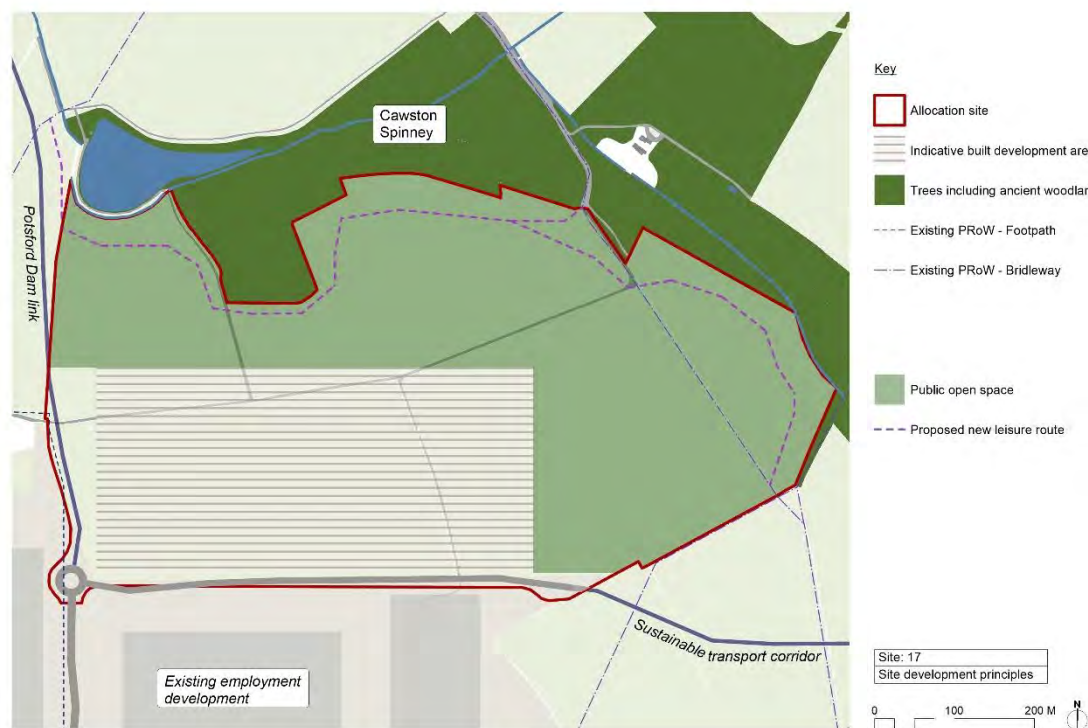 Cawston
Spinney
Potsford Dam link
Sustainable transport corridor
Existing employment
development
Key
Allocation site
Indicative built development are
Trees including ancient woodlar
Existing PRoW - Footpath
Existing PRoW - Bridleway
Public open space
Proposed new leisure route
Site: 17
Site development principles
0 100 200 M
N